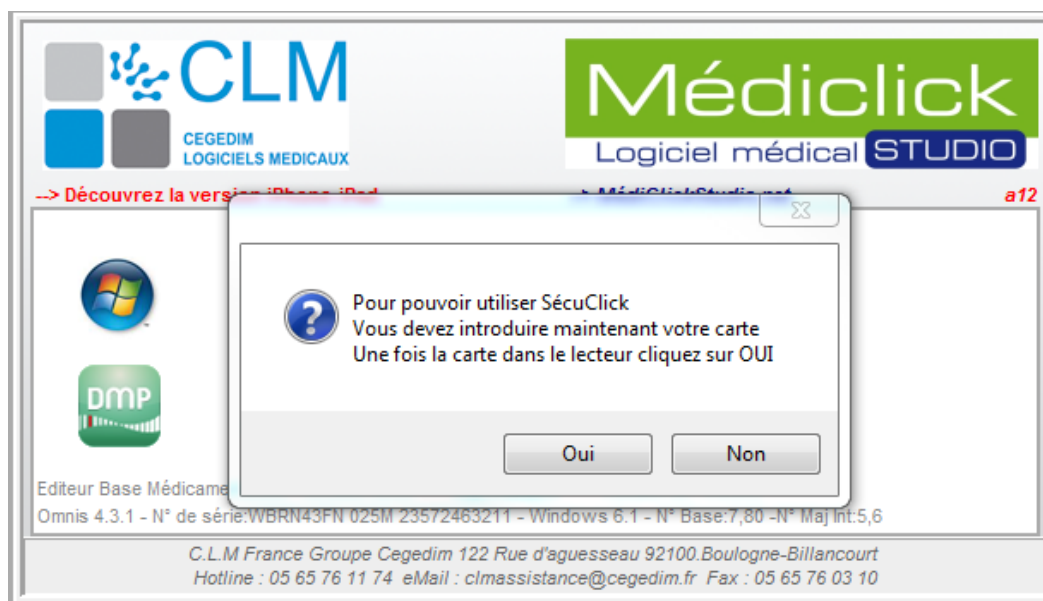 CLM
CEGEDIM
LOGICIELS MEDICAUX
Médiclick
Logiciel médical STUDIO
--> Découvrez la version iPhone-iPad
-> MédiClickStudio.net
a12
Pour pouvoir utiliser SécuClick
Vous devez introduire maintenant votre carte
Une fois la carte dans le lecteur cliquez sur OUI
DMP
Oui
Non
Editeur Base Médicame
Omnis 4.3.1 - N° de série:WBRN43FN 025M 23572463211 - Windows 6.1 - N° Base:7,80 -N° Maj Int:5,6
C.L.M France Groupe Cegedim 122 Rue d'aguesseau 92100.Boulogne-Billancourt
Hotline : 05 65 76 11 74 eMail : clmassistance@cegedim.fr Fax : 05 65 76 03 10